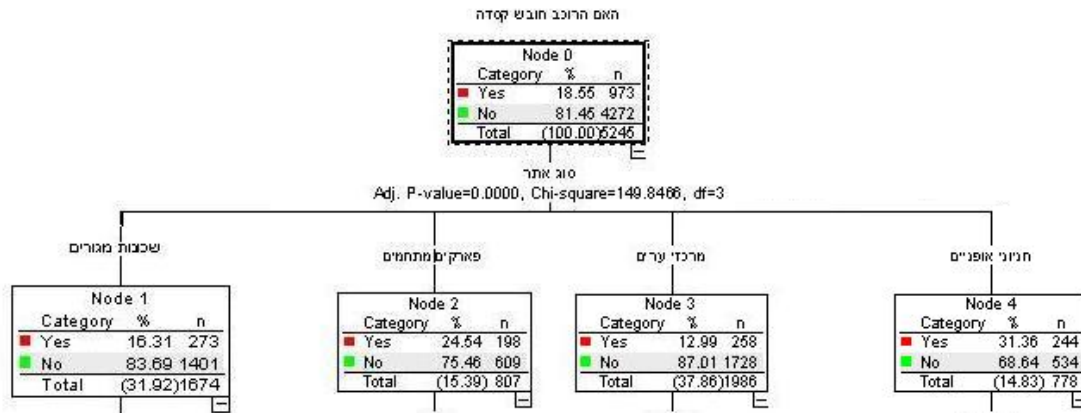 האם הרוכב חובש קסדה
Node 0
Category % n
Yes 18.55 973
No 81.45 4272
Total (100.00)5245
סוג אתר
Adj. P-value=0.0000, Chi-square=149.8466, df=3
שכונות מגורים
Node 1
Category % n
Yes 16.31 273
No 83.69 1401
Total (31.92)1674
פארקים מתחמים
Node 2
Category % n
Yes 24.54 198
No 75.46 609
Total (15.39) 807
מרכזי ערים
Node 3
Category % n
Yes 12.99 258
No 87.01 1728
Total (37.86)1986
חניוני אופניים
Node 4
Category % n
Yes 31.36 244
No 68.64 534
Total (14.83) 778